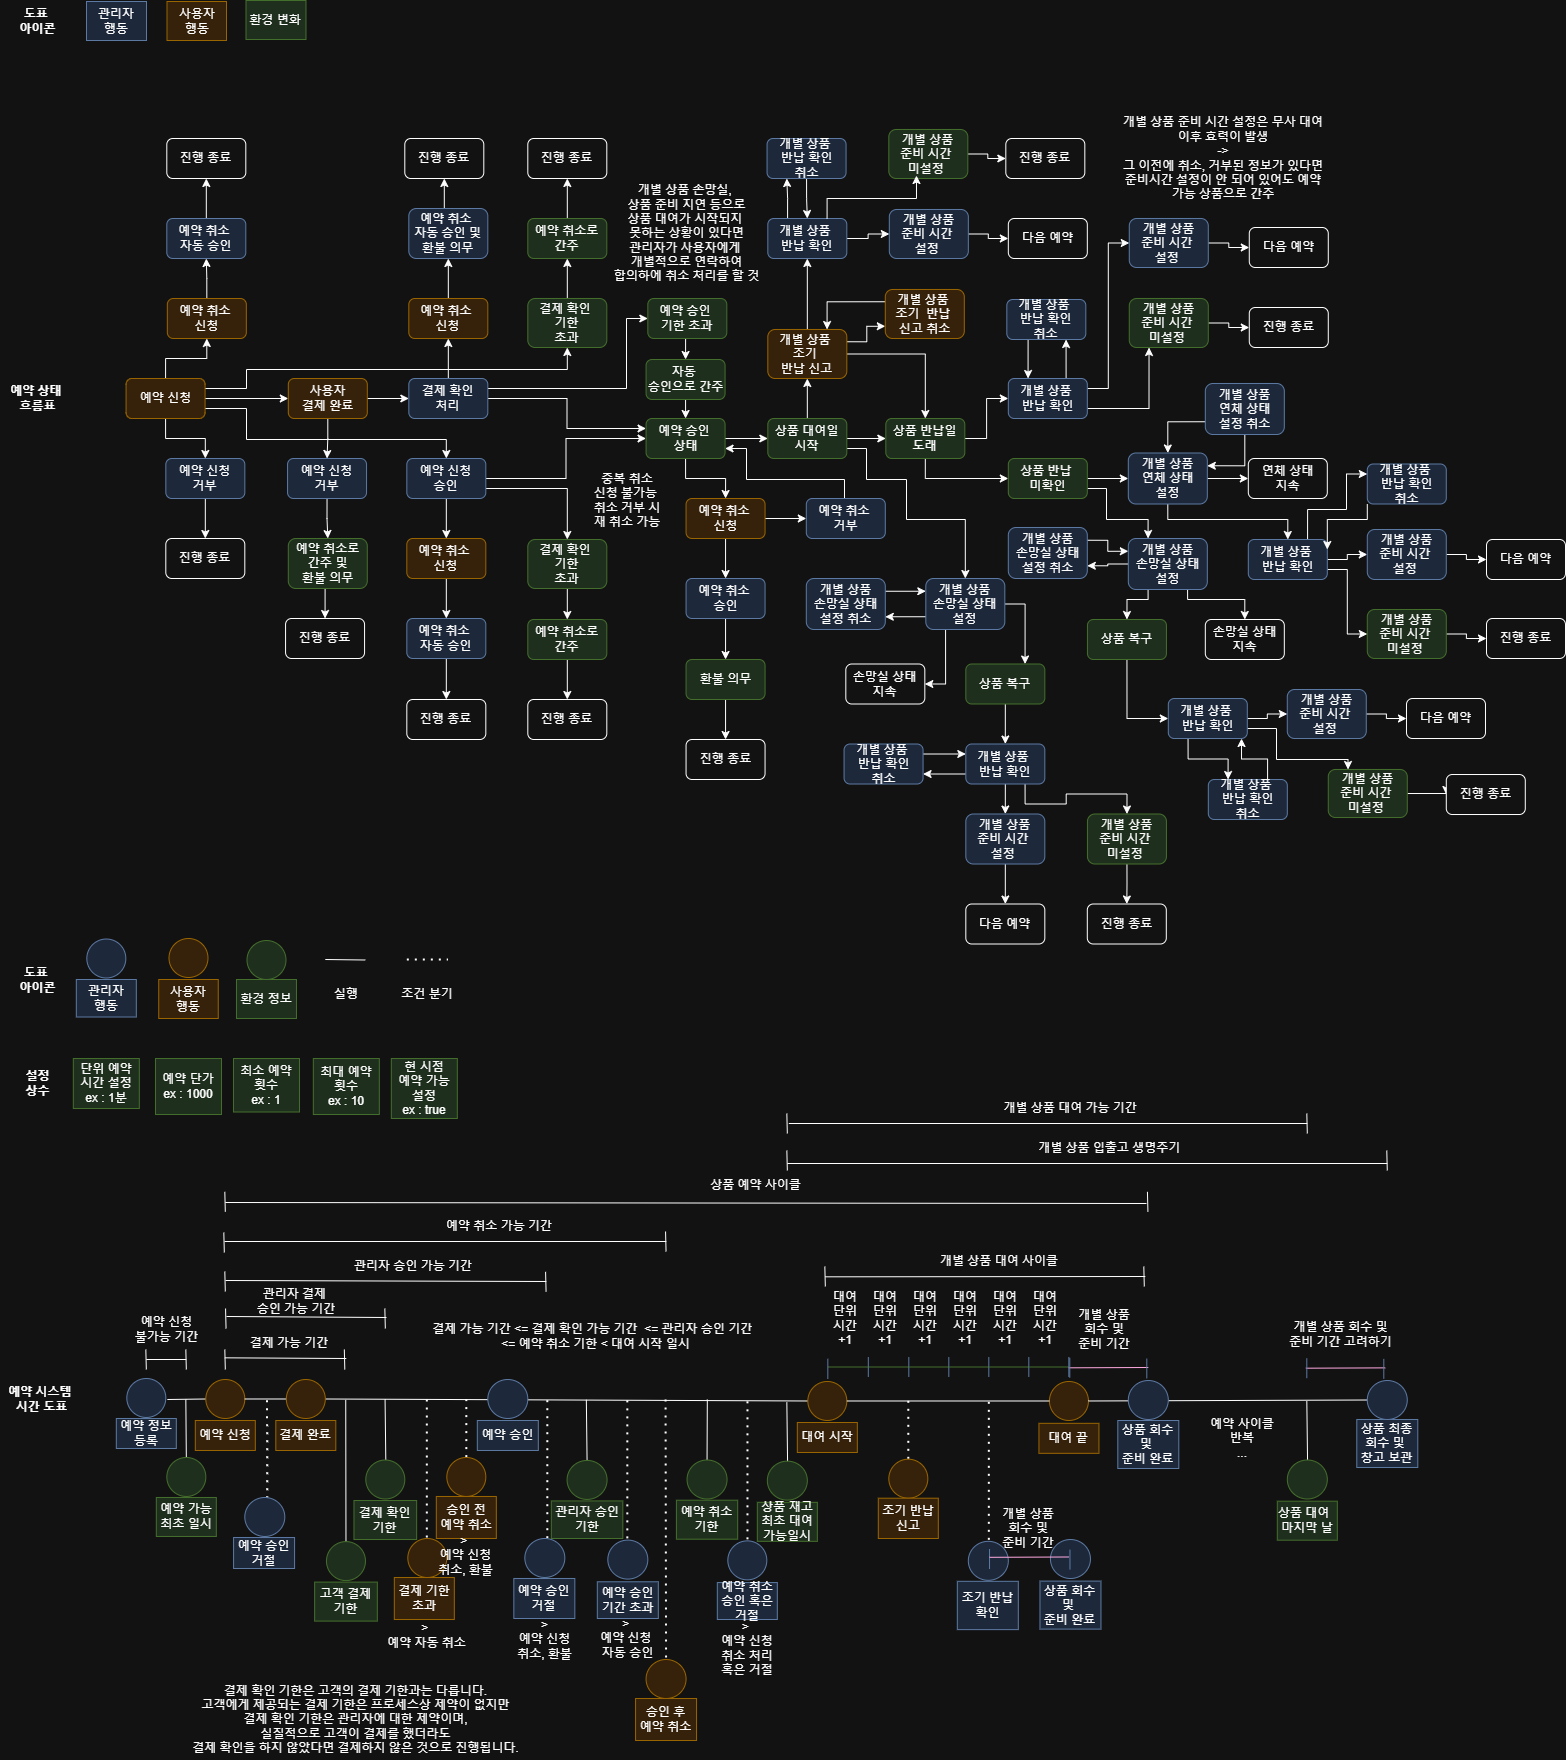 도표
아이콘
관리자
행동
사용자
행동
환경 변화
예약 상태
흐름표
진행 종료
예약 취소
자동 승인
예약 취소
신청
예약 신청
예약 신청
거부
진행 종료
사용자
결제 완료
예약 신청
거부
예약 취소로
간주 및
환불 의무
진행 종료
진행 종료
예약 취소
자동 승인 및
환불 의무
예약 취소
신청
결제 확인
처리
예약 신청
승인
예약 취소
신청
예약 취소
자동 승인
진행 종료
진행 종료
예약 취소로
간주
결제 확인
기한
초과
결제 확인
기한
초과
예약 취소로
간주
진행 종료
개별 상품 손망실,
상품 준비 지연 등으로
상품 대여가 시작되지
못하는 상황이 있다면
관리자가 사용자에게
개별적으로 연락하여
합의하에 취소 처리를 할 것
예약 승인
기한 초과
자동
승인으로 간주
예약 승인
상태
중복 취소
신청 불가능
취소 거부 시
재 취소 가능
예약 취소
신청
예약 취소
거부
예약 취소
승인
환불 의무
진행 종료
개별 상품
반납 확인
취소
개별 상품
준비 시간
미설정
진행 종료
개별 상품
반납 확인
개별 상품
준비 시간
설정
다음 예약
개별 상품
조기
반납 신고
개별 상품
조기 반납
신고 취소
상품 대여일
시작
상품 반납일
도래
개별 상품 준비 시간 설정은 무사 대여
이후 효력이 발생
->
그 이전에 취소, 거부된 정보가 있다면
준비시간 설정이 안 되어 있어도 예약
가능 상품으로 간주
개별 상품
준비 시간
설정
다음 예약
개별 상품
반납 확인
취소
개별 상품
준비 시간
미설정
진행 종료
개별 상품
반납 확인
개별 상품
연체 상태
설정 취소
상품 반납
미확인
개별 상품
연체 상태
설정
연체 상태
지속
개별 상품
반납 확인
취소
개별 상품
손망실 상태
설정 취소
개별 상품
손망실 상태
설정
개별 상품
반납 확인
개별 상품
준비 시간
설정
다음 예약
개별 상품
손망실 상태
설정 취소
개별 상품
손망실 상태
설정
상품 복구
손망실 상태
지속
개별 상품
준비 시간
미설정
진행 종료
손망실 상태
지속
상품 복구
개별 상품
반납 확인
개별 상품
준비 시간
설정
다음 예약
개별 상품
반납 확인
취소
개별 상품
반납 확인
개별 상품
반납 확인
취소
개별 상품
준비 시간
미설정
진행 종료
개별 상품
준비 시간
설정
개별 상품
준비 시간
미설정
다음 예약
진행 종료
도표
아이콘
관리자
행동
사용자
행동
환경 정보
실행
조건 분기
설정
상수
단위 예약
시간 설정
ex : 1분
예약 단가
ex : 1000
최소 예약
횟수
ex : 1
최대 예약
횟수
ex : 10
현 시점
예약 가능
설정
ex : true
개별 상품 대여 가능 기간
개별 상품 입출고 생명주기
상품 예약 사이클
예약 취소 가능 기간
관리자 승인 가능 기간
개별 상품 대여 사이클
관리자 결제
승인 가능 기간
예약 신청
불가능 기간
결제 가능 기간
결제 가능 기간 <= 결제 확인 가능 기간 <= 관리자 승인 기간
<= 예약 취소 기한 < 대여 시작 일시
대여
단위
시간
+1
대여
단위
시간
+1
대여
단위
시간
+1
대여
단위
시간
+1
대여
단위
시간
+1
대여
단위
시간
+1
개별 상품
회수 및
준비 기간
개별 상품 회수 및
준비 기간 고려하기
예약 시스템
시간 도표
예약 정보
등록
예약 신청
결제 완료
예약 승인
대여 시작
대여 끝
상품 회수
및
준비 완료
예약 사이클
반복
...
상품 최종
회수 및
창고 보관
예약 가능
최초 일시
예약 승인
거절
고객 결제
기한
결제 확인
기한
결제 기한
초과
>
예약 자동 취소
승인 전
예약 취소
>
예약 신청
취소, 환불
예약 승인
거절
>
예약 신청
취소, 환불
관리자 승인
기한
예약 승인
기간 초과
>
예약 신청
자동 승인
승인 후
예약 취소
예약 취소
기한
예약 취소
승인 혹은
거절
>
예약 신청
취소 처리
혹은 거절
상품 재고
최초 대여
가능일시
조기 반납
신고
개별 상품
회수 및
준비 기간
조기 반납
확인
상품 회수
및
준비 완료
상품 대여
마지막 날
결제 확인 기한은 고객의 결제 기한과는 다릅니다.
고객에게 제공되는 결제 기한은 프로세스상 제약이 없지만
결제 확인 기한은 관리자에 대한 제약이며,
실질적으로 고객이 결제를 했더라도
결제 확인을 하지 않았다면 결제하지 않은 것으로 진행됩니다.